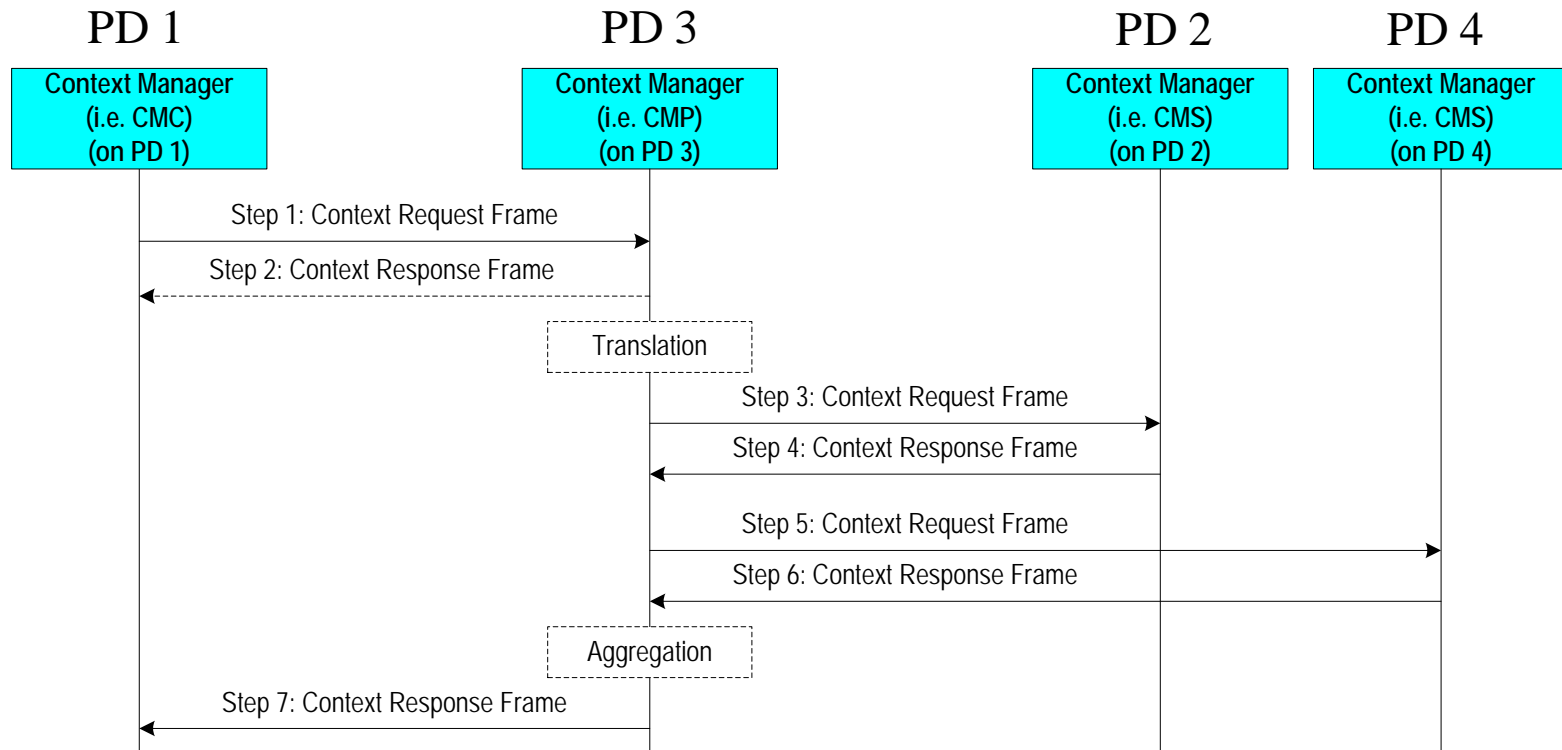 PD 1
PD 3
PD 2
PD 4
Context Manager
(i.e. CMC)
(on PD 1)
Context Manager
(i.e. CMP)
(on PD 3)
Context Manager
(i.e. CMS)
(on PD 2)
Context Manager
(i.e. CMS)
(on PD 4)
Step 1: Context Request Frame
Step 2: Context Response Frame
Translation
Step 3: Context Request Frame
Step 4: Context Response Frame
Step 5: Context Request Frame
Step 6: Context Response Frame
Aggregation
Step 7: Context Response Frame